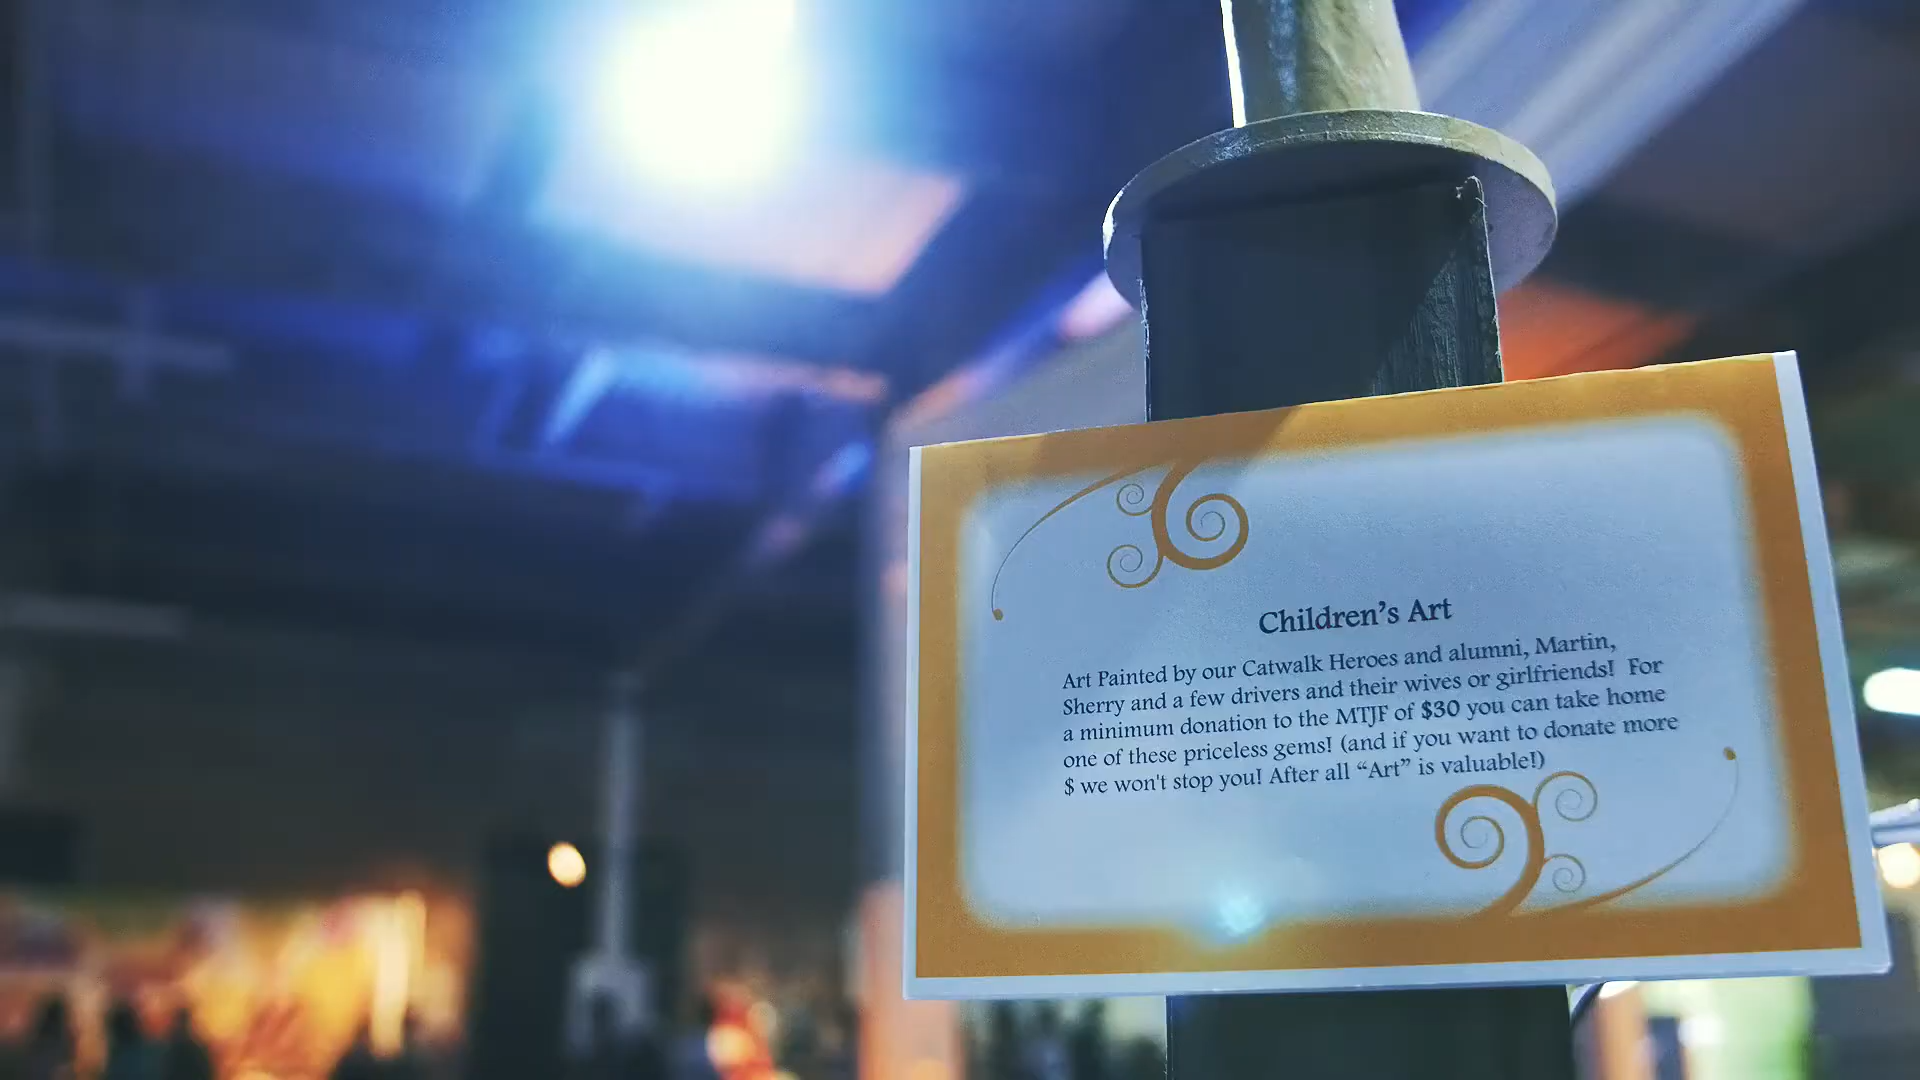 Children's Art
Art Painted by our Catwalk Heroes and alumni, Martin,
Sherry and a few drivers and their wives or girlfriends!  For
a minimum donation to the MTJF of $30 you can take home
one of these priceless gems! (and if you want to donate more
$ we won't stop you! After all “Art” is valuable!)